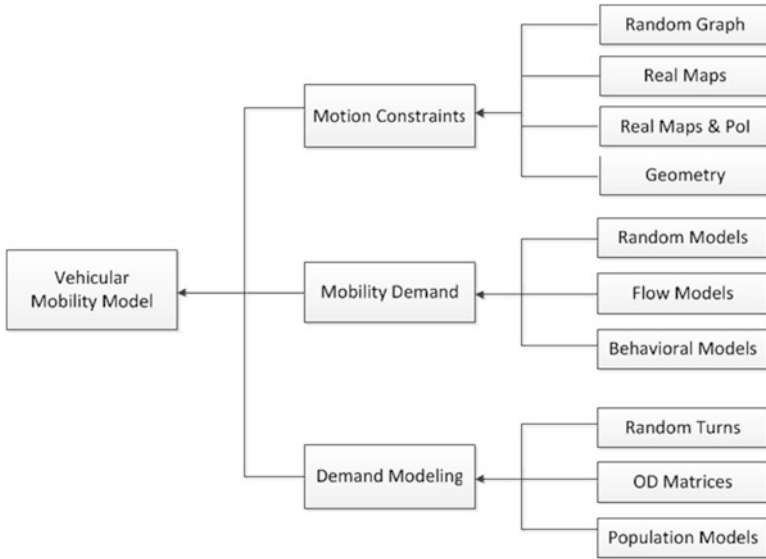 Random Graph
Real Maps
Motion Constraints
Real Maps & PoI
Geometry
Random Models
Vehicular
Mobility Model
Mobility Demand
Flow Models
Behavioral Models
Random Turns
Demand Modeling
OD Matrices
Population Models